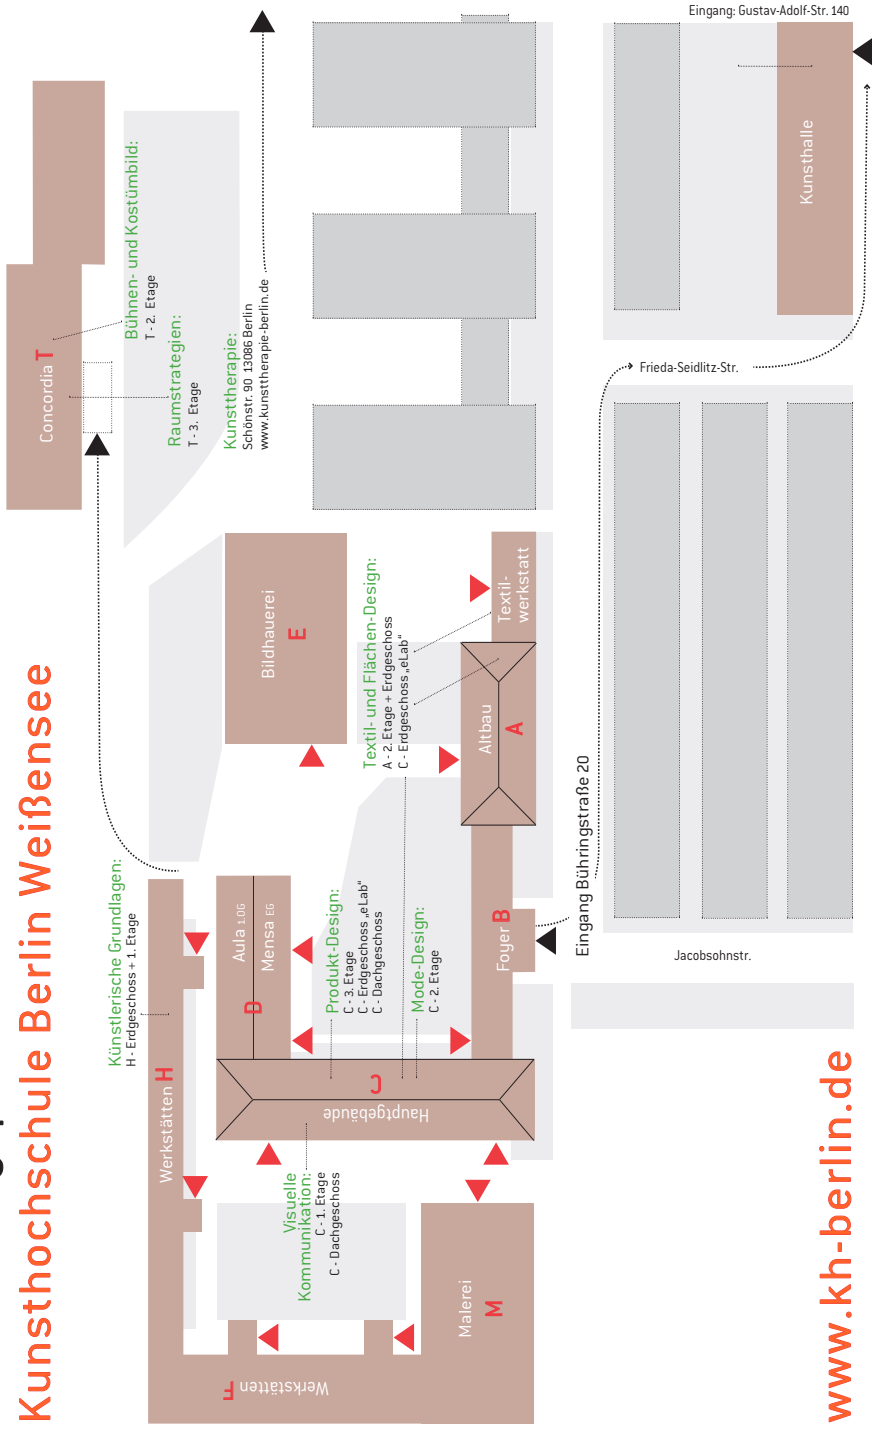 Kunsthochschule Berlin Weißensee
Künstlerische Grundlagen:
H - Erdgeschoss + 1. Etage
Werkstätten H
Werkstätten F
Malerei
M
Visuelle
Kommunikation:
C - 1. Etage
C - Dachgeschoss
Hauptgebäude
C
Aula 1.OG
Mensa EG
D
Produkt-Design:
C - 3. Etage
C - Erdgeschoss „eLab“
C - Dachgeschoss
Mode-Design:
C - 2. Etage
Foyer B
Eingang Bühringstraße 20
Altbau
A
Textil- und Flächen-Design:
A - 2. Etage + Erdgeschoss
C - Erdgeschoss „eLab“
Textil-
werkstatt
Bildhauerei
E
Concordia T
Bühnen- und Kostümbild:
T - 2. Etage
Raumstrategien:
T - 3. Etage
Kunsttherapie:
Schönstr. 90 13086 Berlin
www.kunsttherapie-berlin.de
Jacobsohnstr.
Frieda-Seidlitz-Str.
Kunsthalle
Eingang: Gustav-Adolf-Str. 140
www.kh-berlin.de